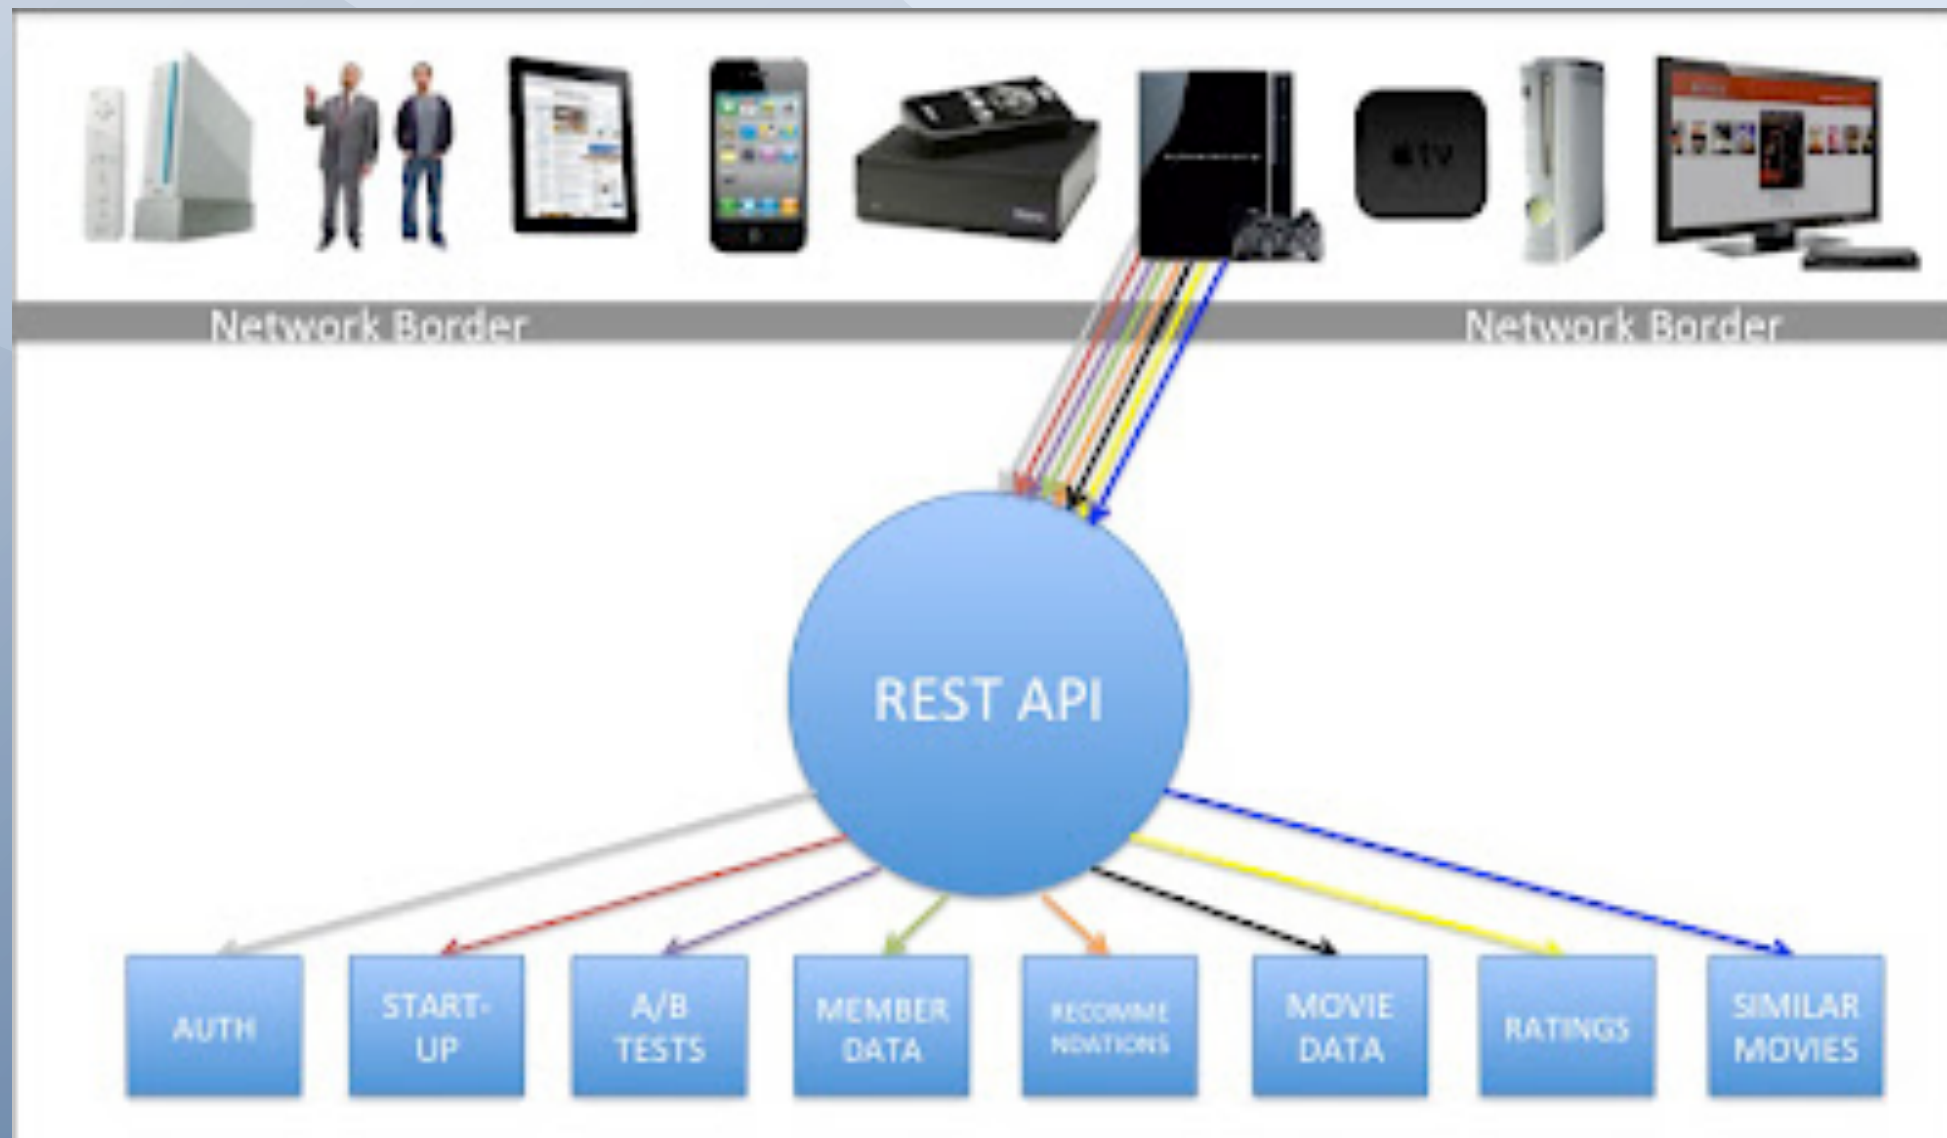 tv
Network Border
Network Border
REST API
AUTH
START-
UP
A/B
TESTS
MEMBER
DATA
RECOMME
NDATIONS
MOVIE
DATA
RATINGS
SIMILAR
MOVIES